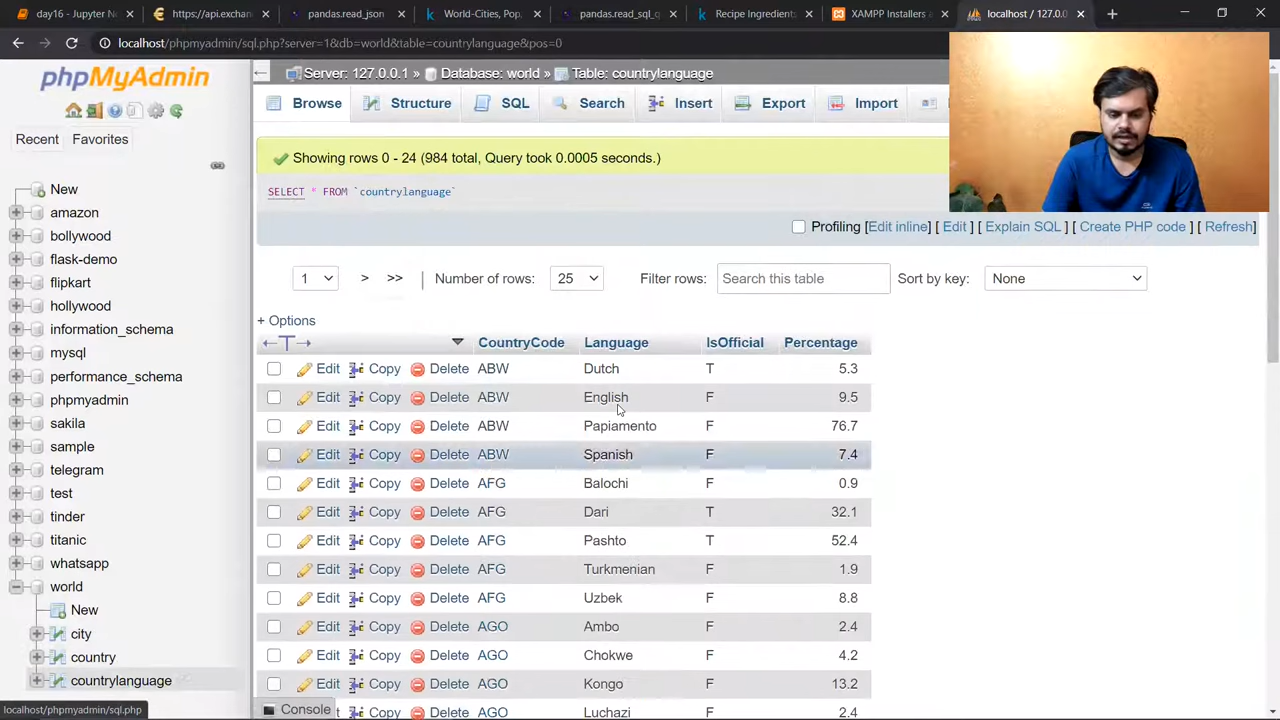 day16 - Jupyter No
https://api.exchan
pandas.read_json
World-Cities, Pop.
pandas.read_sql_q
Recipe Ingredients
XAMPP Installers a
localhost / 127.0.0
localhost/phpmyadmin/sql.php?server=1&db=world&table=countrylanguage&pos=0
phpMyAdmin
Recent Favorites
New
amazon
bollywood
flask-demo
flipkart
hollywood
information_schema
mysql
performance_schema
phpmyadmin
sakila
sample
telegram
test
tinder
titanic
whatsapp
world
New
city
country
countrylanguage
localhost/phpmyadmin/sql.php
Server: 127.0.0.1 » Database: world » Table: countrylanguage
Browse Structure SQL Search Insert Export Import
Showing rows 0 - 24 (984 total, Query took 0.0005 seconds.)
SELECT * FROM `countrylanguage`
Profiling [Edit inline] [ Edit ] [ Explain SQL ] [ Create PHP code ] [ Refresh]
1 > >> | Number of rows: 25 Filter rows: Search this table Sort by key: None
+ Options
←T→ CountryCode Language IsOfficial Percentage
Edit Copy Delete ABW Dutch T 5.3
Edit Copy Delete ABW English F 9.5
Edit Copy Delete ABW Papiamento F 76.7
Edit Copy Delete ABW Spanish F 7.4
Edit Copy Delete AFG Balochi F 0.9
Edit Copy Delete AFG Dari T 32.1
Edit Copy Delete AFG Pashto T 52.4
Edit Copy Delete AFG Turkmenian F 1.9
Edit Copy Delete AFG Uzbek F 8.8
Edit Copy Delete AGO Ambo F 2.4
Edit Copy Delete AGO Chokwe F 4.2
Edit Copy Delete AGO Kongo F 13.2
Edit Copy Delete AGO Luchazi F 2.4
Console